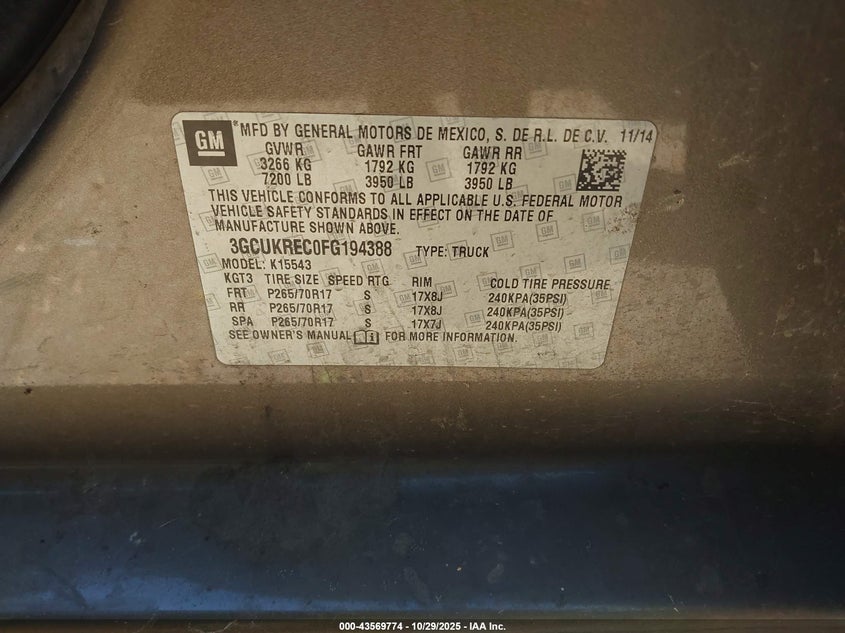 GM *MFD BY GENERAL MOTORS DE MEXICO, S. DE R.L. DE C.V. 11/14
GVWR GAWR FRT GAWR RR
3266 KG 1792 KG 1792 KG
7200 LB 3950 LB 3950 LB
THIS VEHICLE CONFORMS TO ALL APPLICABLE U.S. FEDERAL MOTOR
VEHICLE SAFETY STANDARDS IN EFFECT ON THE DATE OF
MANUFACTURE SHOWN ABOVE.
3GCUKREC0FG194388 TYPE: TRUCK
MODEL: K15543
KGT3 TIRE SIZE SPEED RTG RIM COLD TIRE PRESSURE
FRT P265/70R17 S 17X8J 240KPA(35PSI)
RR P265/70R17 S 17X8J 240KPA(35PSI)
SPA P265/70R17 S 17X7J 240KPA(35PSI)
SEE OWNER'S MANUAL FOR MORE INFORMATION.
000-43569774 - 10/29/2025 - IAA Inc.